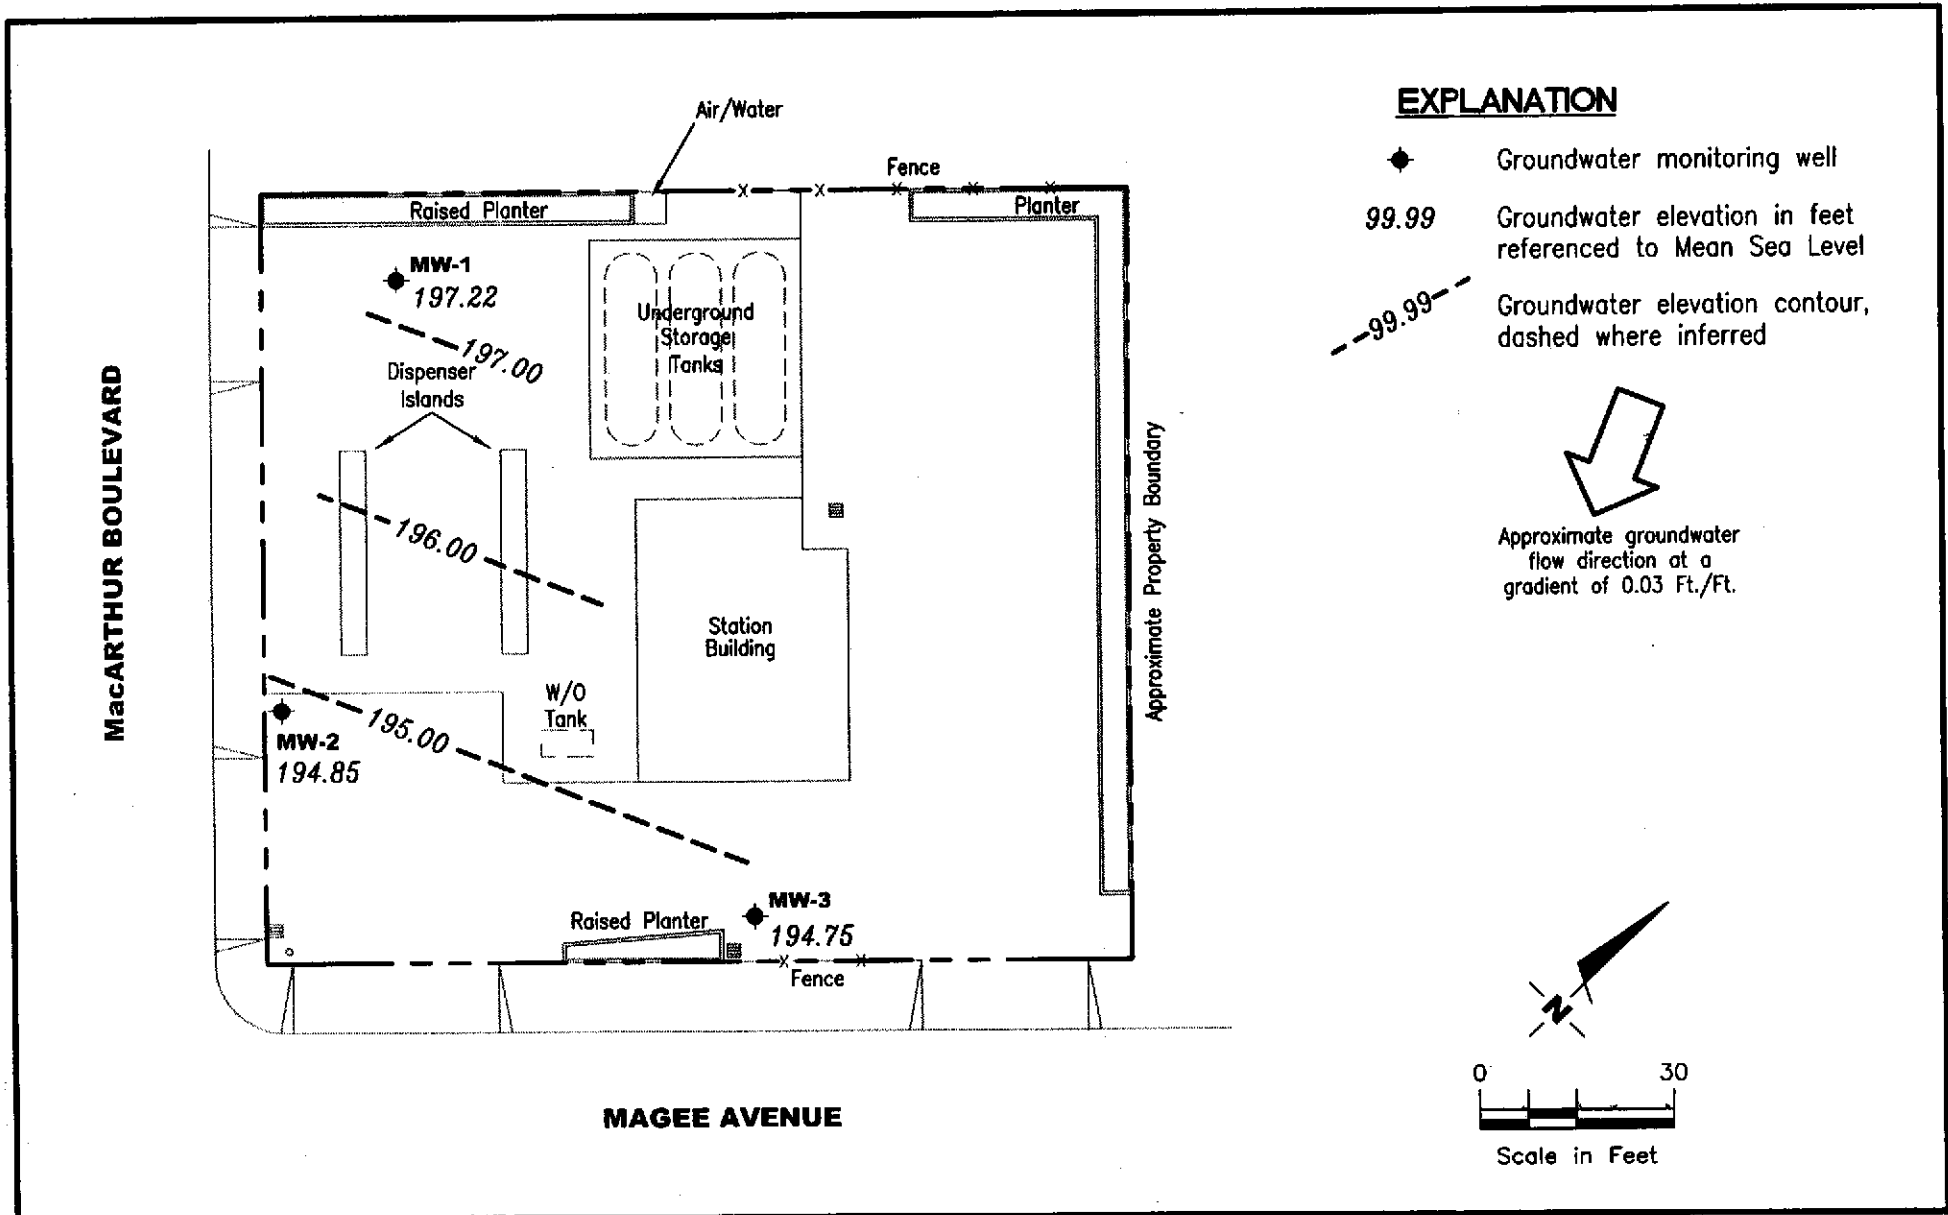 Air/Water
Fence
Raised Planter
Planter
MW-1
197.22
Underground
Storage
Tanks
197.00
Dispenser
Islands
MacARTHUR BOULEVARD
196.00
Approximate Property Boundary
Station
Building
W/O
Tank
195.00
MW-2
194.85
MW-3
194.75
Raised Planter
Fence
MAGEE AVENUE
EXPLANATION
Groundwater monitoring well
99.99
Groundwater elevation in feet
referenced to Mean Sea Level
99.99
Groundwater elevation contour,
dashed where inferred
Approximate groundwater
flow direction at a
gradient of 0.03 Ft./Ft.
N
0 30
Scale in Feet